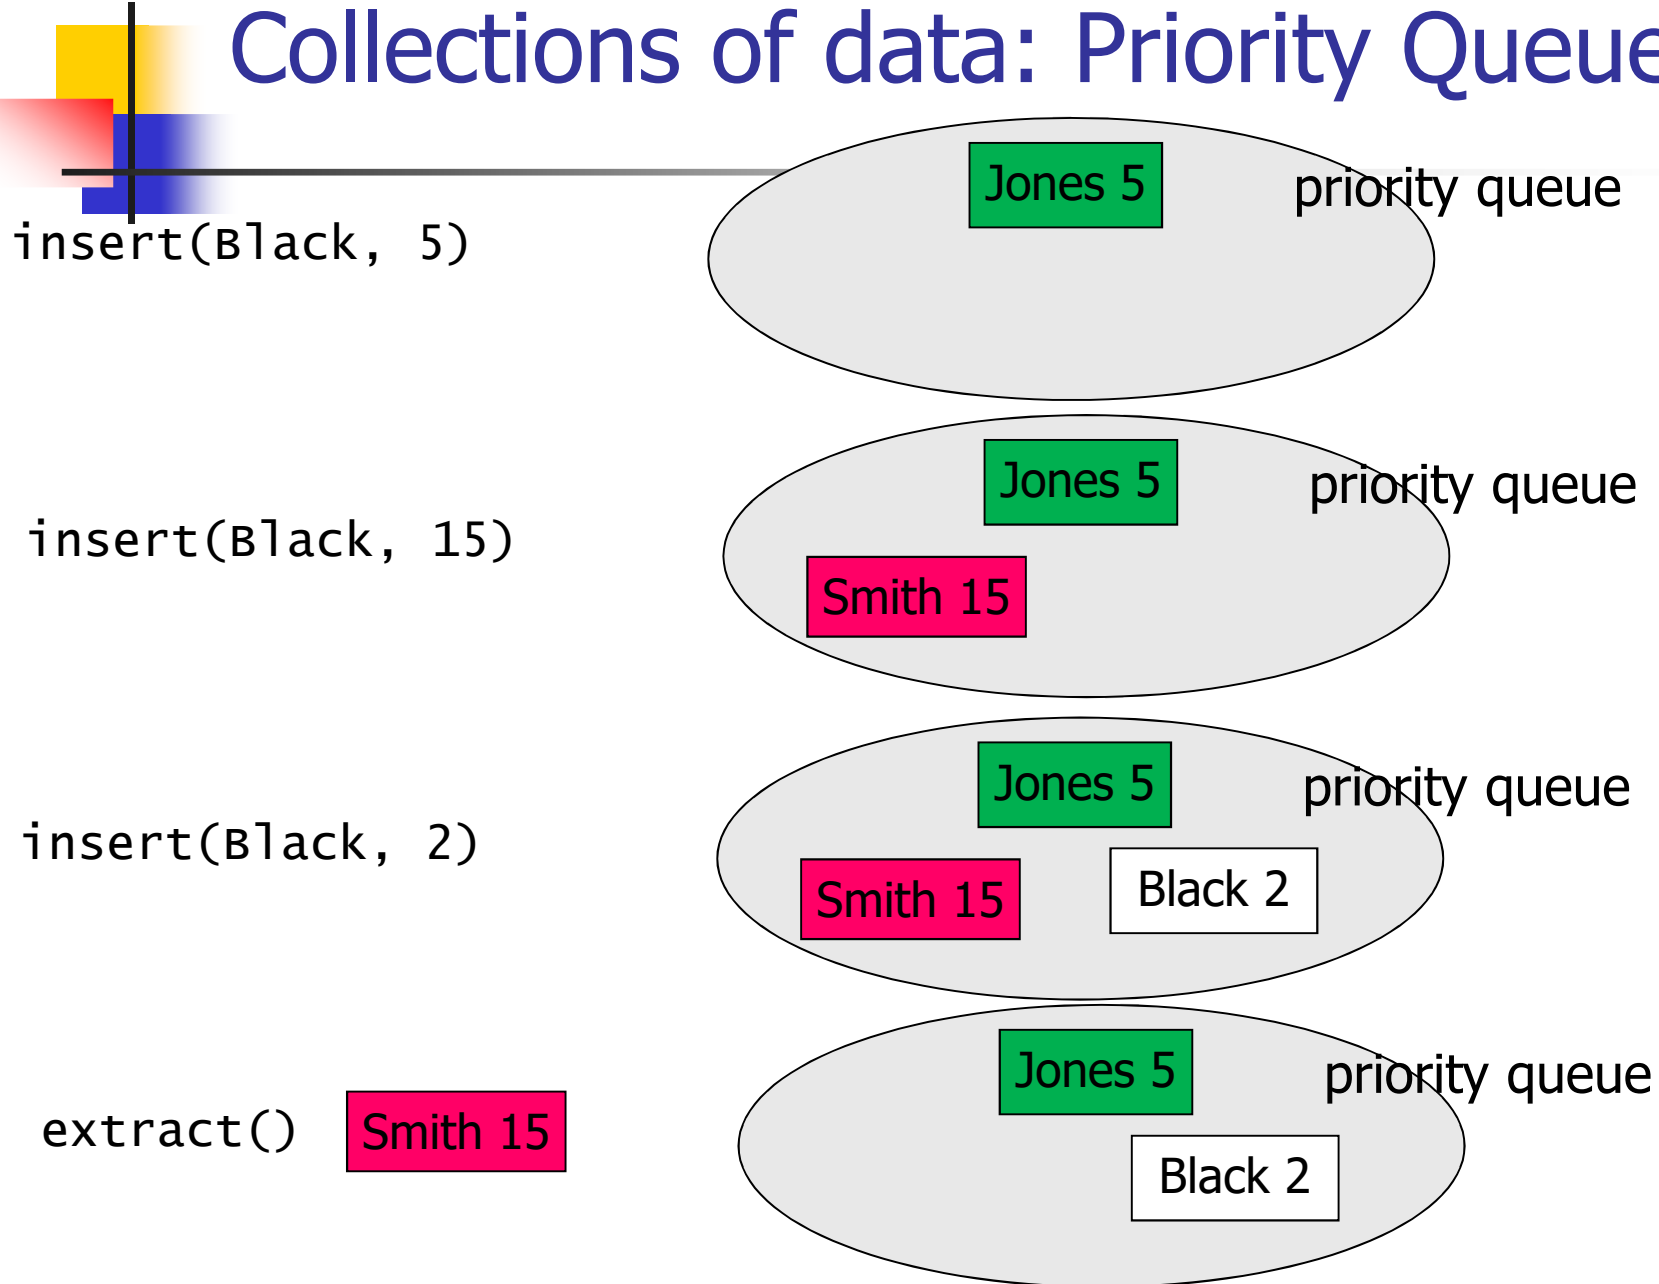 Collections of data: Priority Queue
Jones 5
priority queue
insert(Black, 5)
Jones 5
priority queue
insert(Black, 15)
Smith 15
Jones 5
priority queue
insert(Black, 2)
Smith 15
Black 2
Jones 5
priority queue
extract()
Smith 15
Black 2